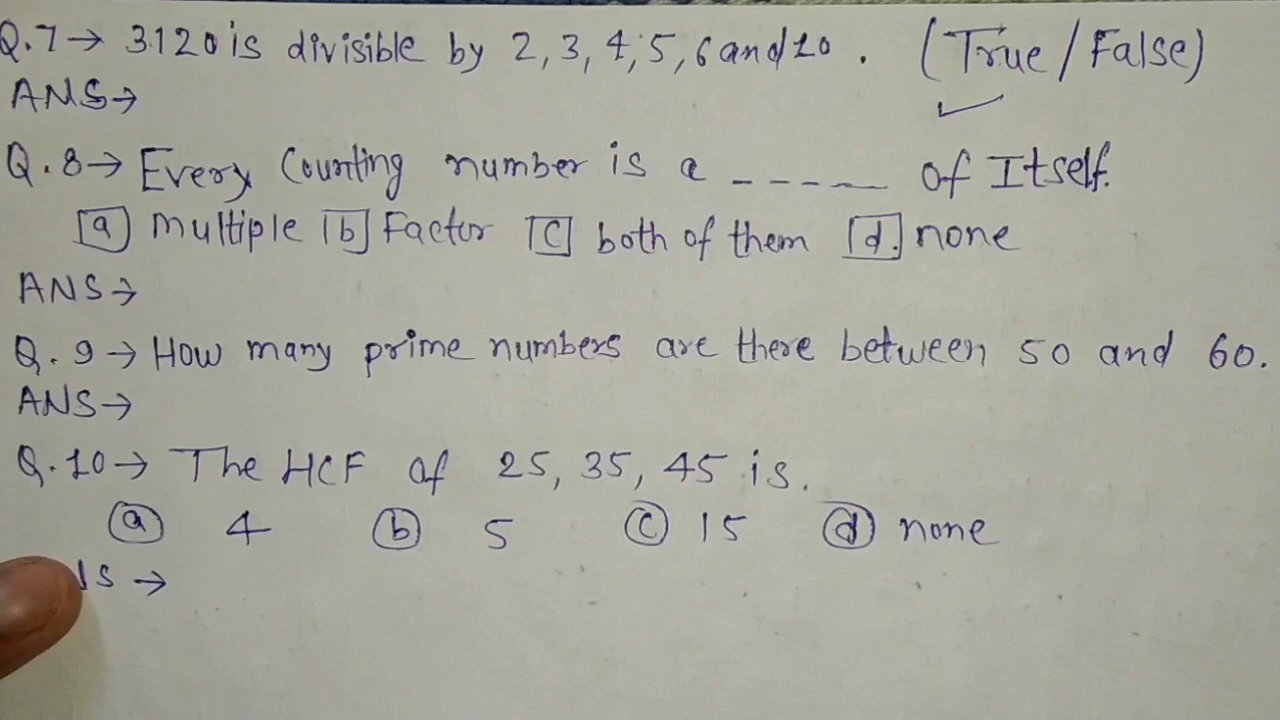 Q.7→ 3120 is divisible by 2, 3, 4, 5, 6 and 10 . (True/False)
ANS→
Q.8→ Every Counting number is a ----- of Itself.
[a] multiple [b] Factor [c] both of them [d.] none
ANS→
Q.9→ How many prime numbers are there between 50 and 60.
ANS→
Q.10→ The HCF of 25, 35, 45 is.
(a) 4 (b) 5 (c) 15 (d) none
NS→